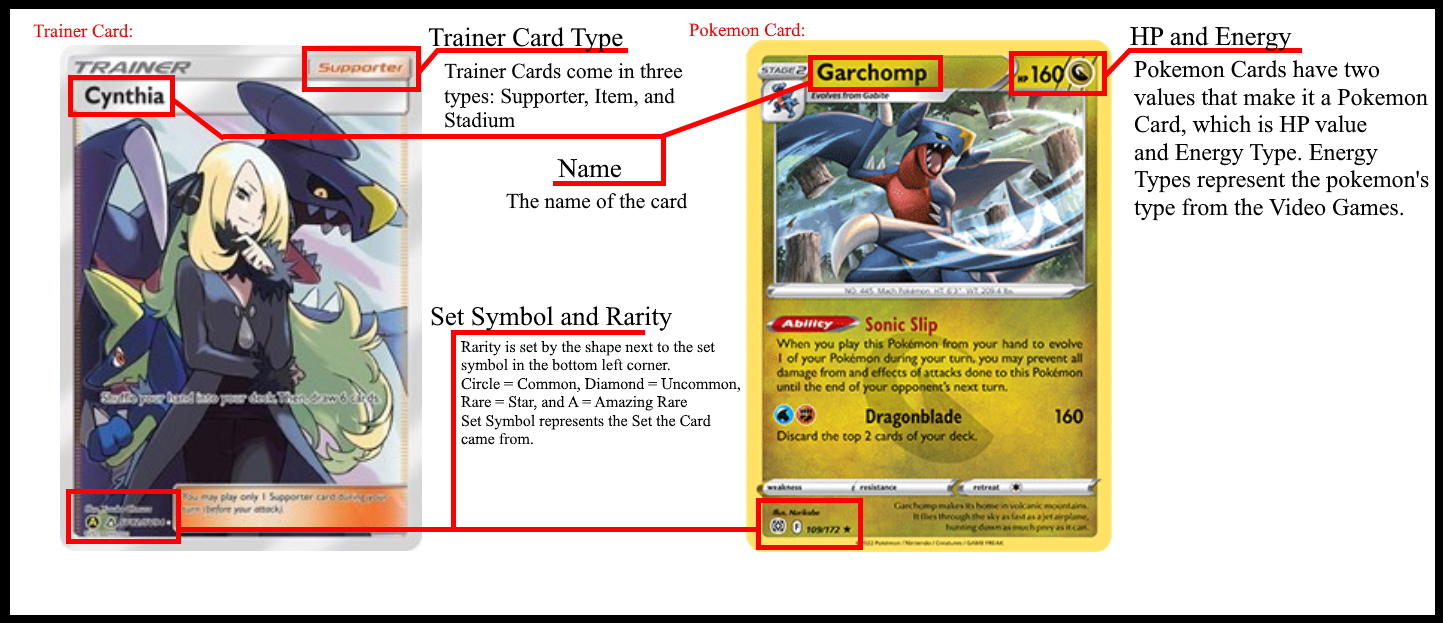 Trainer Card:
TRAINER
Supporter
Cynthia
Shuffle your hand into your deck. Then, draw 6 cards.
You may play only 1 Supporter card during your
turn (before your attack).
Trainer Card Type
Trainer Cards come in three
types: Supporter, Item, and
Stadium
Name
The name of the card
Set Symbol and Rarity
Rarity is set by the shape next to the set
symbol in the bottom left corner.
Circle = Common, Diamond = Uncommon,
Rare = Star, and A = Amazing Rare
Set Symbol represents the Set the Card
came from.
Pokemon Card:
STAGE 2
Garchomp
HP 160
Evolves from Gabite
NO. 445 Mach Pokémon HT: 6'3" WT: 209.4 lbs.
Ability Sonic Slip
When you play this Pokémon from your hand to evolve
1 of your Pokémon during your turn, you may prevent all
damage from and effects of attacks done to this Pokémon
until the end of your opponent's next turn.
Dragonblade 160
Discard the top 2 cards of your deck.
weakness resistance retreat
Illus. Norikabe
F 109/172 ★
Garchomp makes its home in volcanic mountains.
It flies through the sky as fast as a jet airplane,
hunting down as much prey as it can.
©2022 Pokémon / Nintendo / Creatures / GAME FREAK
HP and Energy
Pokemon Cards have two
values that make it a Pokemon
Card, which is HP value
and Energy Type. Energy
Types represent the pokemon's
type from the Video Games.